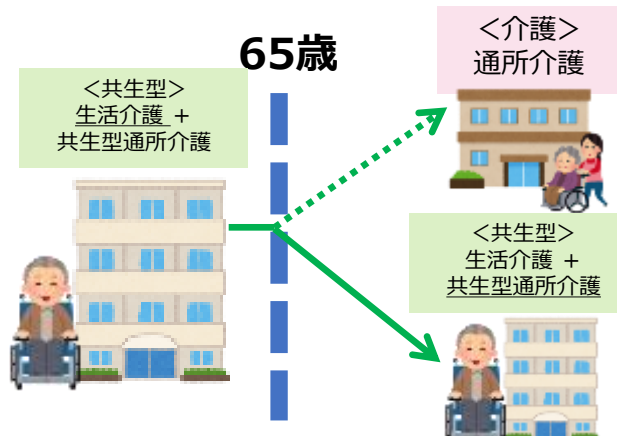 65歳
＜共生型＞
生活介護 +
共生型通所介護
＜介護＞
通所介護
＜共生型＞
生活介護 +
共生型通所介護